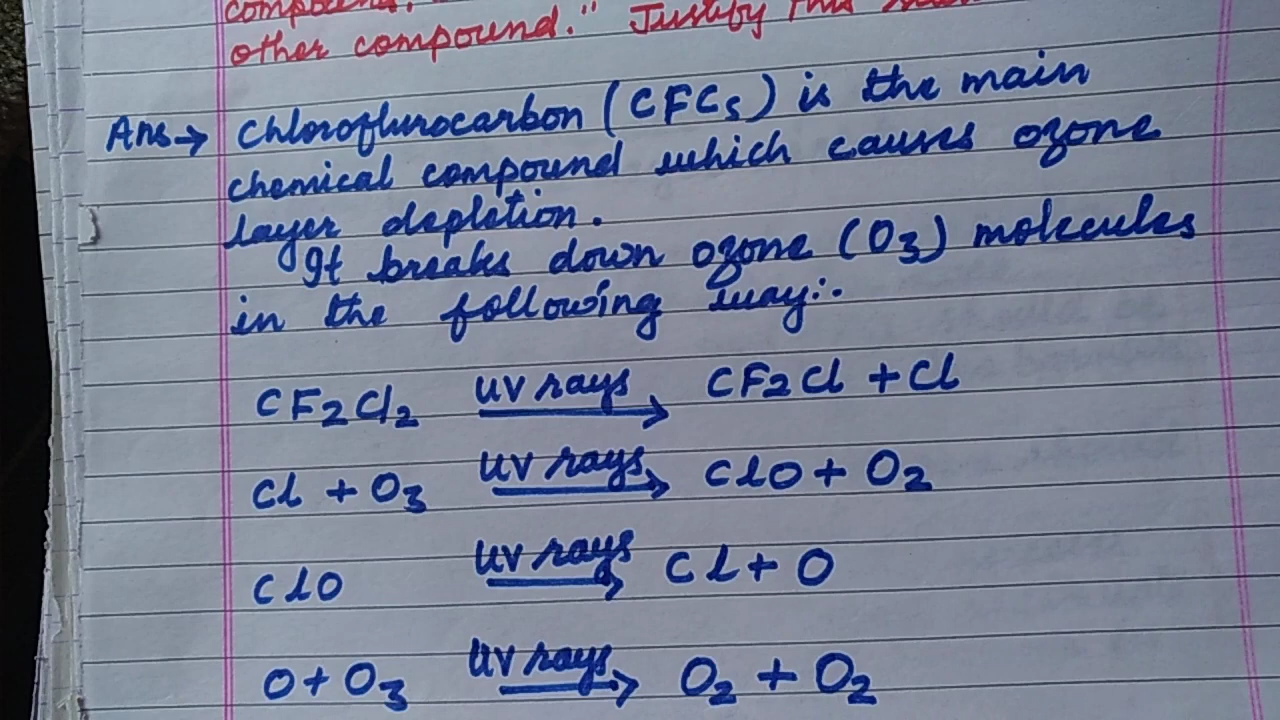 compound,
other compound." Justify this
Ans → Chloroflurocarbon (CFCs) is the main
chemical compound which causes ozone
layer depletion.
It breaks down ozone (O3) molecules
in the following way:.
CF2Cl2 UV rays → CF2Cl + Cl
Cl + O3 UV rays → ClO + O2
ClO UV rays → Cl + O
O + O3 UV rays → O2 + O2